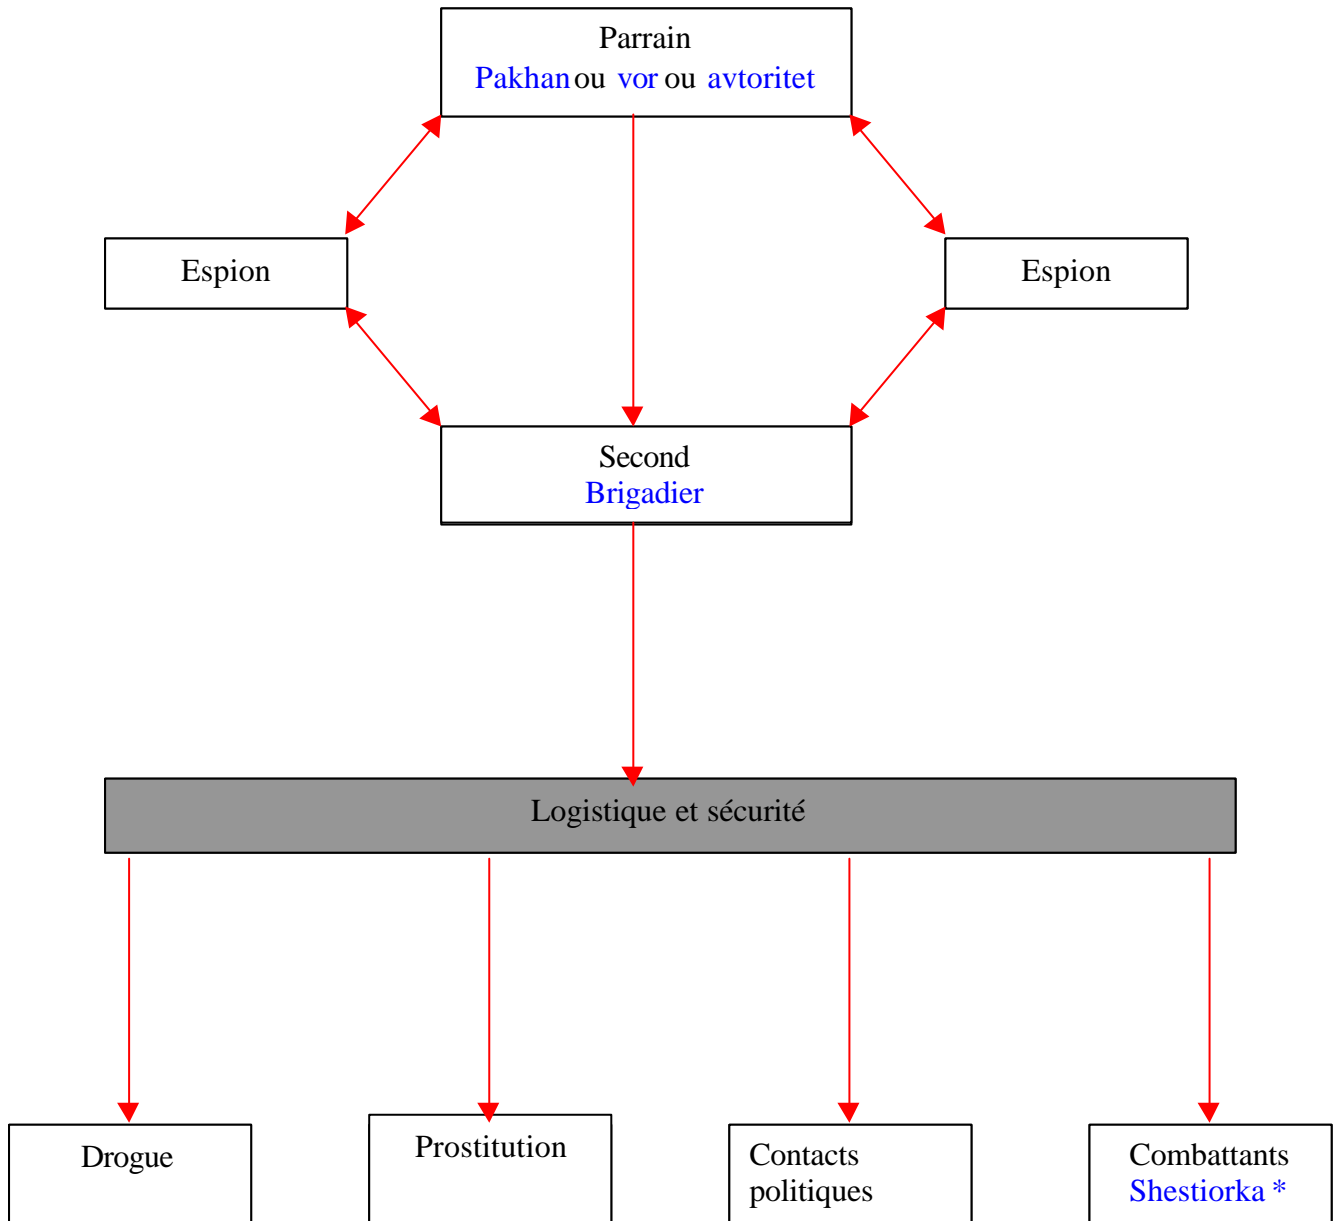 Parrain
Pakhan ou vor ou avtoritet
Espion
Espion
Second
Brigadier
Logistique et sécurité
Drogue
Prostitution
Contacts
politiques
Combattants
Shestiorka *